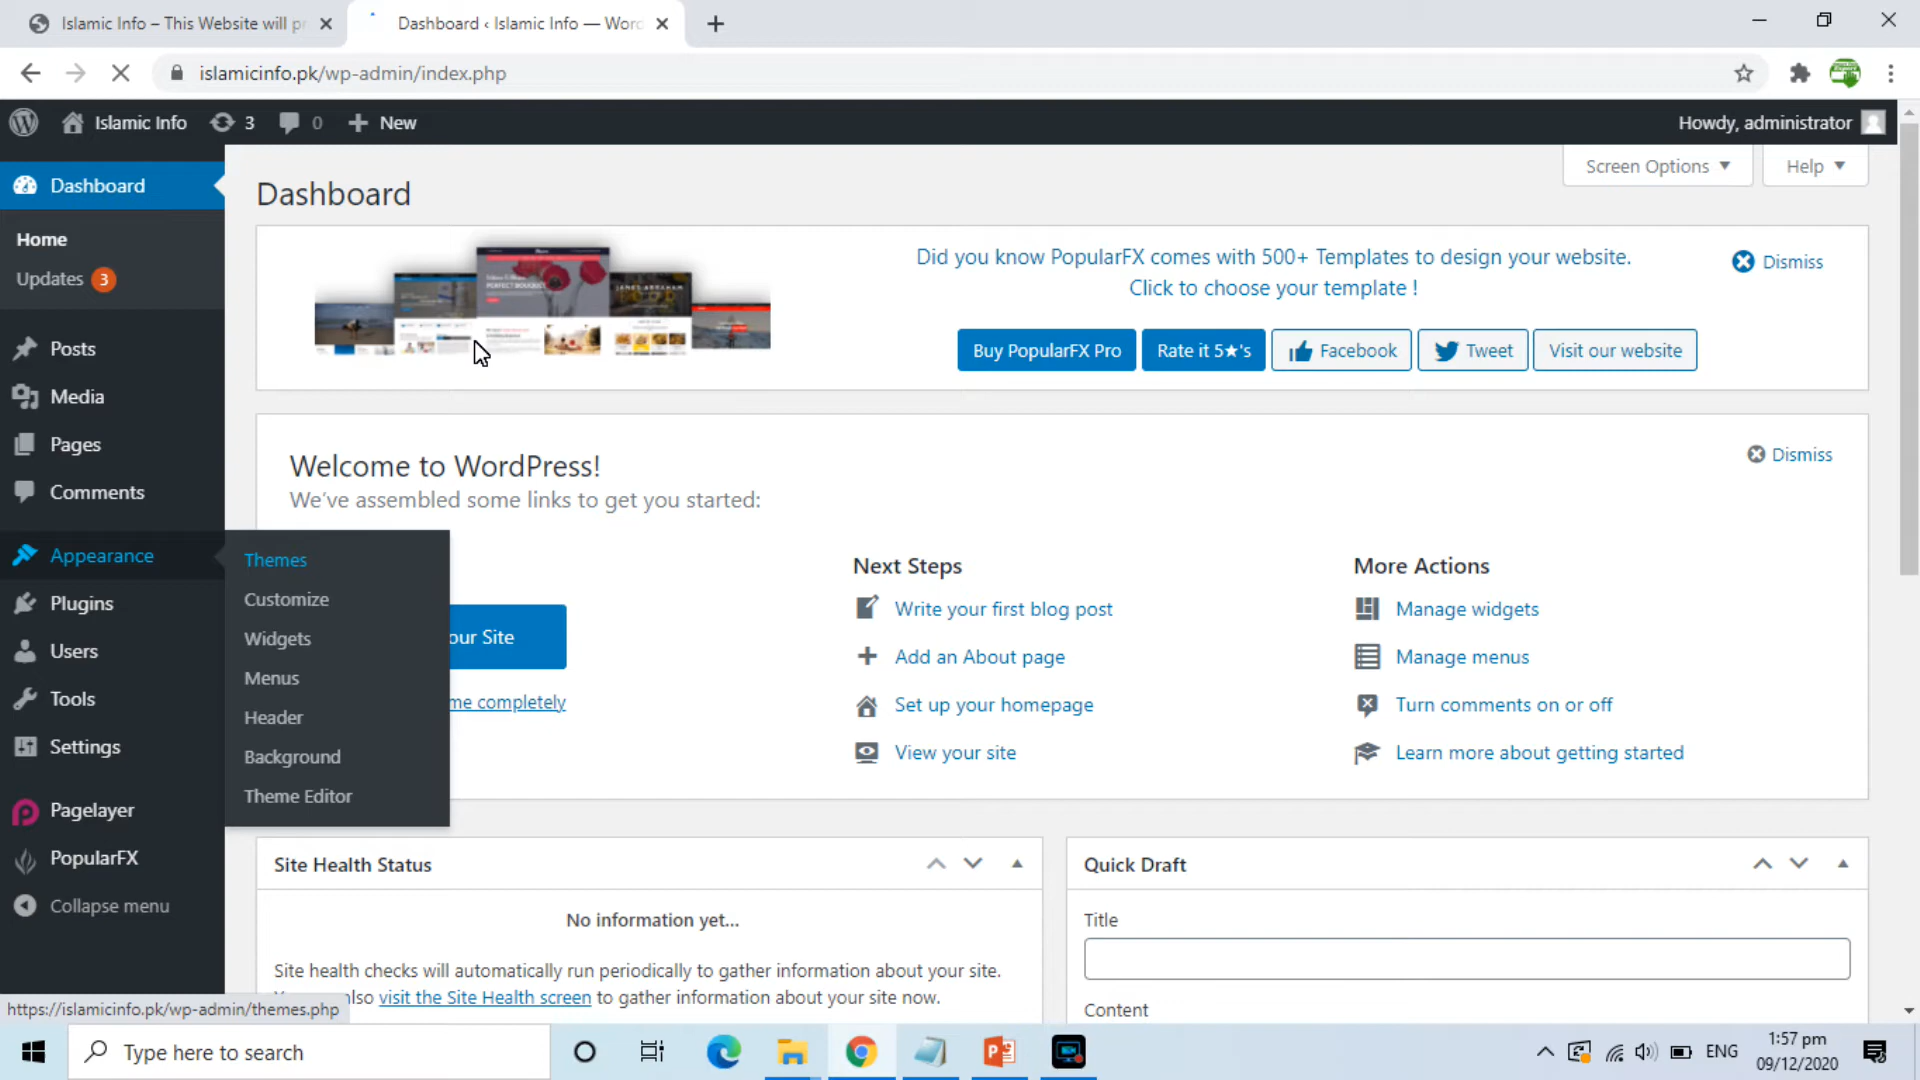 Islamic Info – This Website will pr
Dashboard ‹ Islamic Info — Word
islamicinfo.pk/wp-admin/index.php
Islamic Info
3
0
New
Howdy, administrator
Screen Options
Help
Dashboard
Home
Updates 3
Posts
Media
Pages
Comments
Appearance
Plugins
Users
Tools
Settings
Pagelayer
PopularFX
Collapse menu
Themes
Customize
Widgets
Menus
Header
Background
Theme Editor
Dashboard
PERFECT BOUQUET
Did you know PopularFX comes with 500+ Templates to design your website.
Click to choose your template !
Dismiss
Buy PopularFX Pro
Rate it 5★'s
Facebook
Tweet
Visit our website
Welcome to WordPress!
We've assembled some links to get you started:
Dismiss
our Site
me completely
Next Steps
Write your first blog post
Add an About page
Set up your homepage
View your site
More Actions
Manage widgets
Manage menus
Turn comments on or off
Learn more about getting started
Site Health Status
No information yet...
Site health checks will automatically run periodically to gather information about your site.
lso visit the Site Health screen to gather information about your site now.
Quick Draft
Title
Content
https://islamicinfo.pk/wp-admin/themes.php
Type here to search
ENG
1:57 pm
09/12/2020